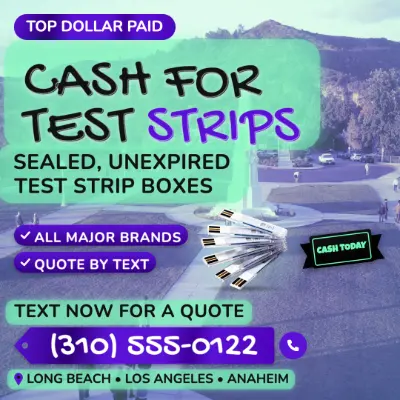 TOP DOLLAR PAID
CASH FOR
TEST STRIPS
SEALED, UNEXPIRED
TEST STRIP BOXES
ALL MAJOR BRANDS
QUOTE BY TEXT
CASH TODAY
TEXT NOW FOR A QUOTE
(310) 555-0122
LONG BEACH • LOS ANGELES • ANAHEIM